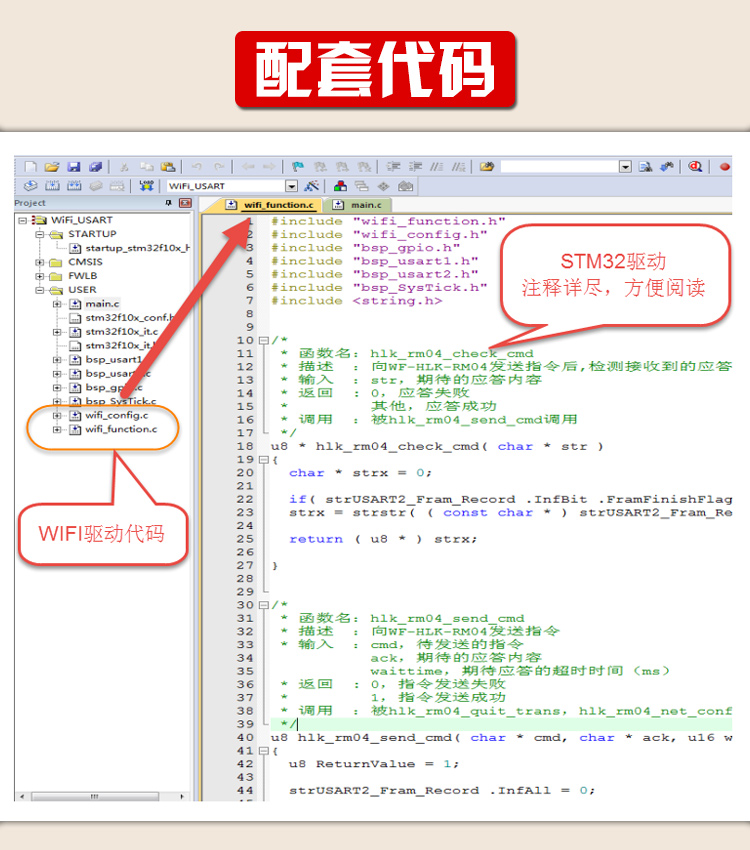 配套代码
WiFi_USART
Project
WiFi_USART
STARTUP
startup_stm32f10x_h
CMSIS
FWLB
USER
main.c
stm32f10x_conf.h
stm32f10x_it.c
stm32f10x_it.h
bsp_usart1
bsp_usart
bsp_gp .c
bsp_SysTick.c
wifi_config.c
wifi_function.c
WIFI驱动代码
wifi_function.c
main.c
STM32驱动
注释详尽，方便阅读
1 #include "wifi_function.h"
2 #include "wifi_config.h"
3 #include "bsp_gpio.h"
4 #include "bsp_usart1.h"
5 #include "bsp_usart2.h"
6 #include "bsp_SysTick.h"
7 #include <string.h>
8
9
10 /*
11 * 函数名：hlk_rm04_check_cmd
12 * 描述 ：向WF-HLK-RM04发送指令后,检测接收到的应答
13 * 输入 ：str，期待的应答内容
14 * 返回 ：0，应答失败
15 * 其他，应答成功
16 * 调用 ：被hlk_rm04_send_cmd调用
17 */
18 u8 * hlk_rm04_check_cmd( char * str )
19 {
20 char * strx = 0;
21
22 if( strUSART2_Fram_Record .InfBit .FramFinishFlag
23 strx = strstr( ( const char * ) strUSART2_Fram_Re
24
25 return ( u8 * ) strx;
26
27 }
28
29
30 /*
31 * 函数名：hlk_rm04_send_cmd
32 * 描述 ：向WF-HLK-RM04发送指令
33 * 输入 ：cmd，待发送的指令
34 ack，期待的应答内容
35 waittime，期待应答的超时时间（ms）
36 * 返回 ：0，指令发送失败
37 * 1，指令发送成功
38 * 调用 ：被hlk_rm04_quit_trans，hlk_rm04_net_conf
39 */
40 u8 hlk_rm04_send_cmd( char * cmd, char * ack, u16 w
41 {
42 u8 ReturnValue = 1;
43
44 strUSART2_Fram_Record .InfAll = 0;